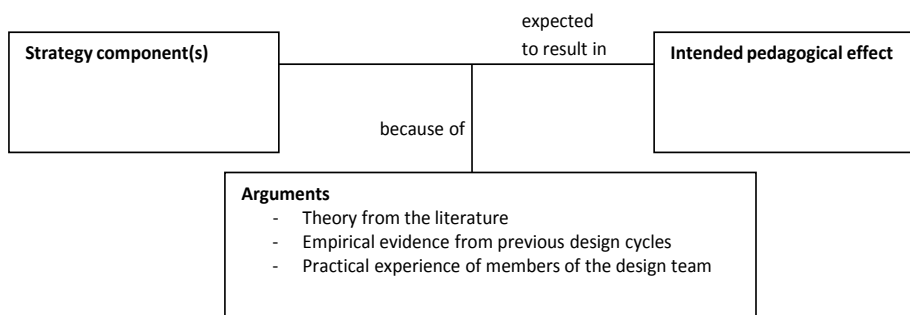 expected
to result in
Strategy component(s)
Intended pedagogical effect
because of
Arguments
- Theory from the literature
- Empirical evidence from previous design cycles
- Practical experience of members of the design team